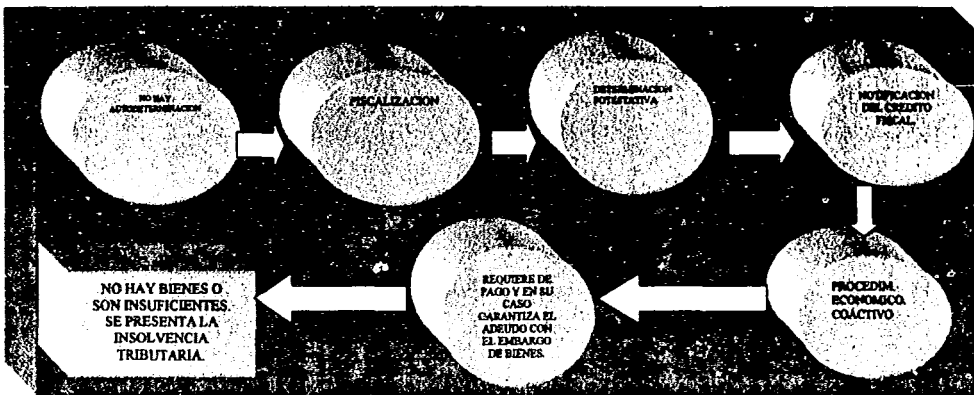 NO HAY
AUTODETERMINACION
FISCALIZACION
DETERMINACION
POTESTATIVA
NOTIFICACION
DEL CREDITO
FISCAL.
PROCEDIM.
ECONOMICO.
COACTIVO
REQUIERE DE
PAGO Y EN SU
CASO
GARANTIZA EL
ADEUDO CON
EL EMBARGO
DE BIENES.
NO HAY BIENES O
SON INSUFICIENTES.
SE PRESENTA LA
INSOLVENCIA
TRIBUTARIA.